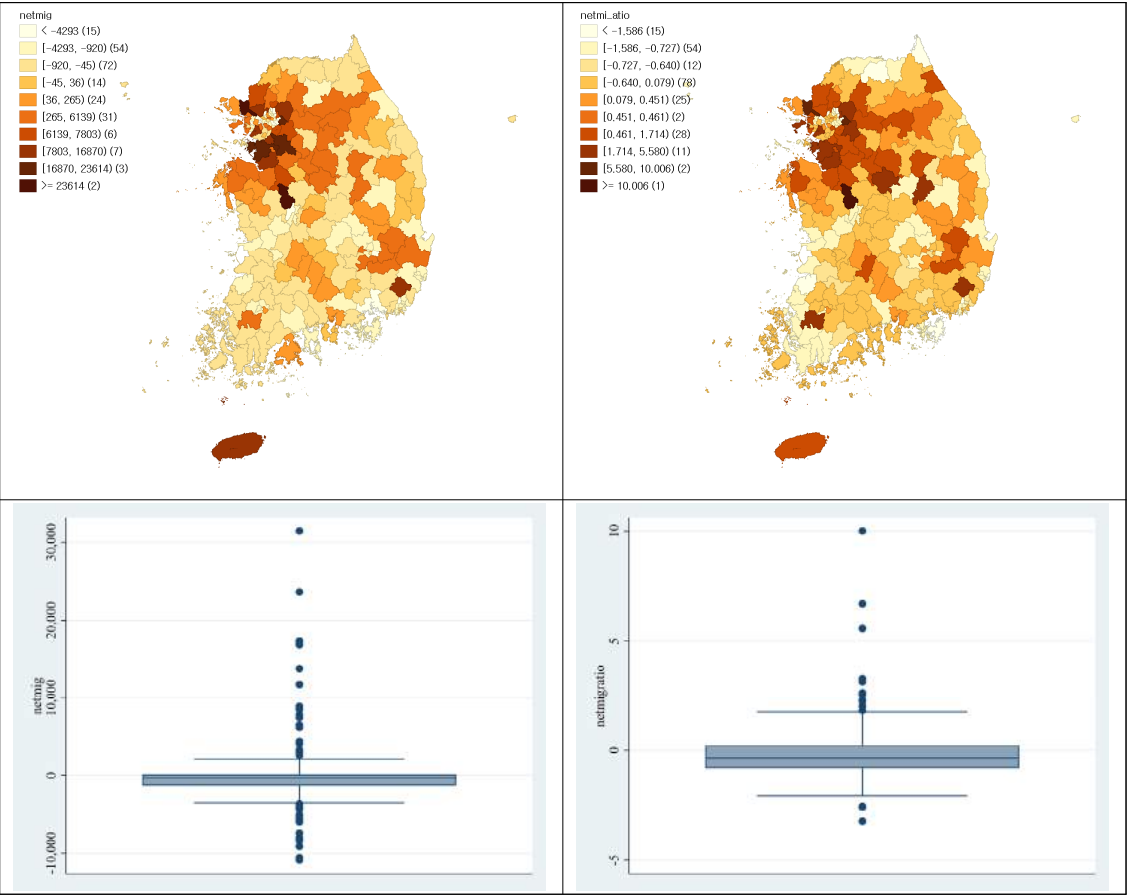 netmig
< -4293 (15)
[-4293, -920) (54)
[-920, -45) (72)
[-45, 36) (14)
[36, 265) (24)
[265, 6139) (31)
[6139, 7803) (6)
[7803, 16870) (7)
[16870, 23614) (3)
>= 23614 (2)
netmi_atio
< -1.586 (15)
[-1.586, -0.727) (54)
[-0.727, -0.640) (12)
[-0.640, 0.079) (78)
[0.079, 0.451) (25)
[0.451, 0.461) (2)
[0.461, 1.714) (28)
[1.714, 5.580) (11)
[5.580, 10.006) (2)
>= 10.006 (1)
netmig
30,000
20,000
10,000
0
-10,000
netmigratio
10
5
0
-5